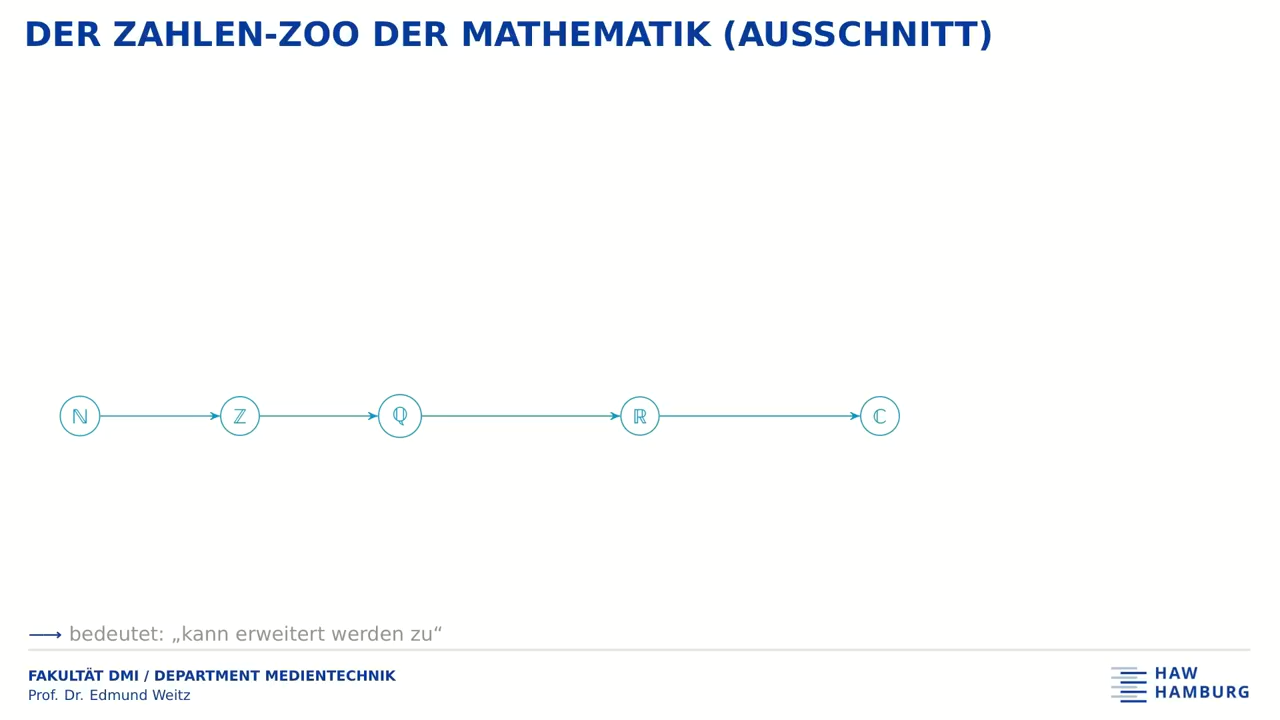 DER ZAHLEN-ZOO DER MATHEMATIK (AUSSCHNITT)
ℕ ℤ ℚ ℝ ℂ
⟶ bedeutet: „kann erweitert werden zu“
FAKULTÄT DMI / DEPARTMENT MEDIENTECHNIK
Prof. Dr. Edmund Weitz
HAW
HAMBURG